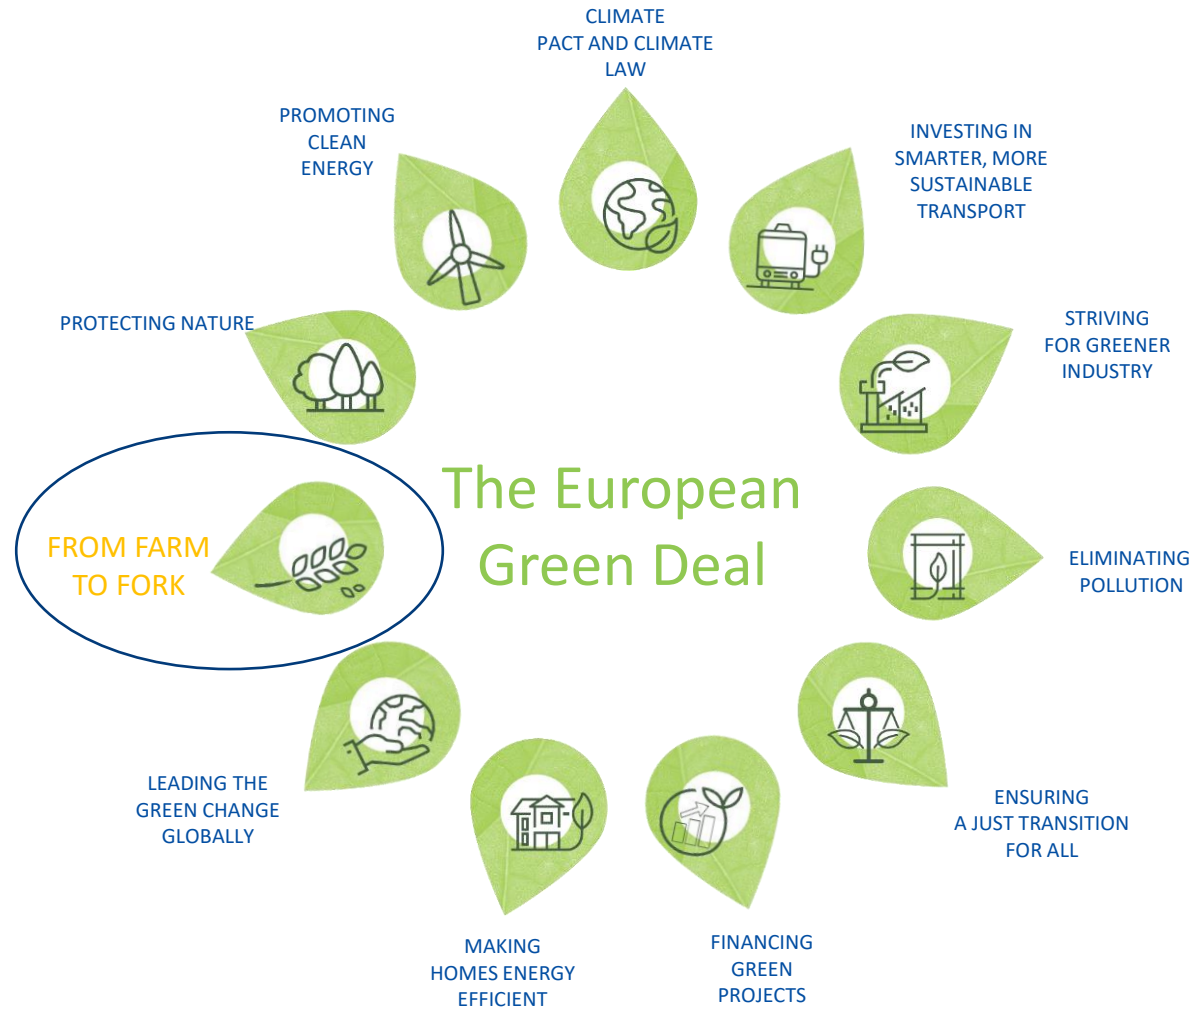 CLIMATE
PACT AND CLIMATE
LAW
PROMOTING
CLEAN
ENERGY
INVESTING IN
SMARTER, MORE
SUSTAINABLE
TRANSPORT
PROTECTING NATURE
STRIVING
FOR GREENER
INDUSTRY
The European
Green Deal
FROM FARM
TO FORK
ELIMINATING
POLLUTION
LEADING THE
GREEN CHANGE
GLOBALLY
ENSURING
A JUST TRANSITION
FOR ALL
MAKING
HOMES ENERGY
EFFICIENT
FINANCING
GREEN
PROJECTS